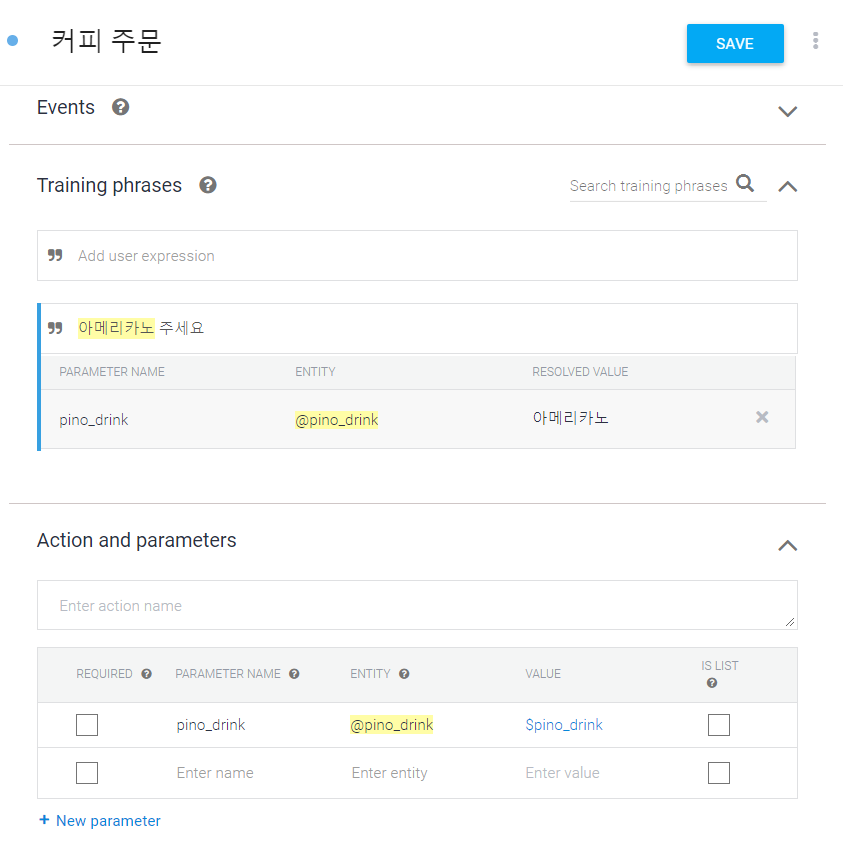 커피 주문
SAVE
Events
Training phrases
Search training phrases
Add user expression
아메리카노 주세요
PARAMETER NAME ENTITY RESOLVED VALUE
pino_drink @pino_drink 아메리카노
Action and parameters
Enter action name
REQUIRED PARAMETER NAME ENTITY VALUE IS LIST
pino_drink @pino_drink $pino_drink
Enter name Enter entity Enter value
+ New parameter